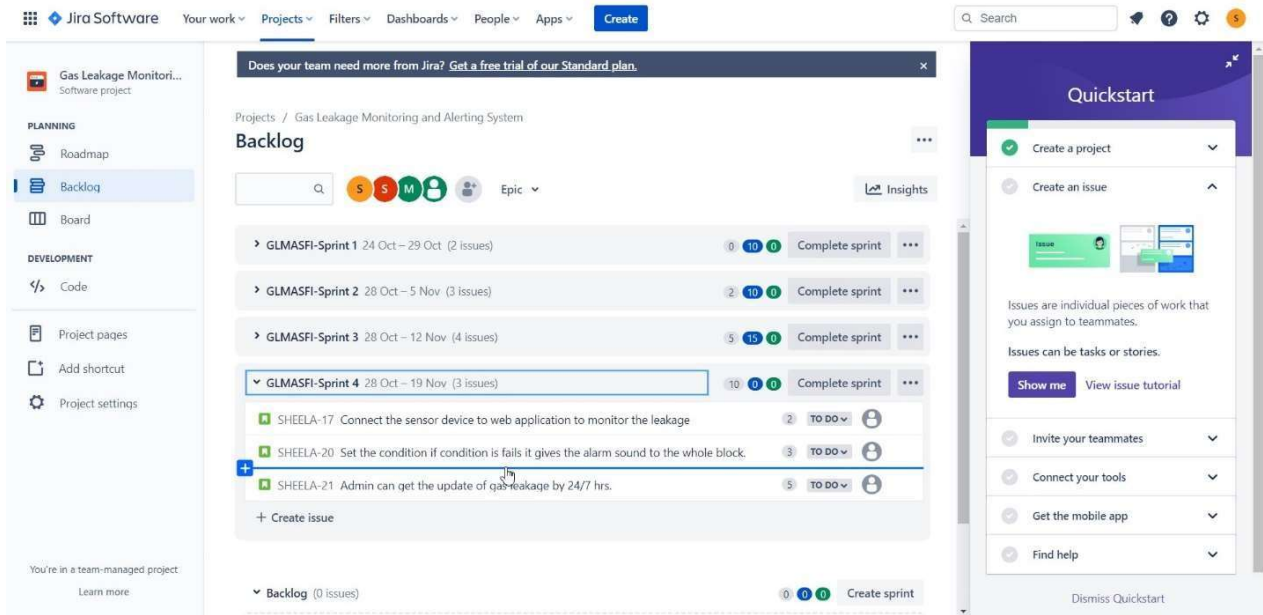 Jira Software Your work Projects Filters Dashboards People Apps Create Search S
Gas Leakage Monitori...
Software project
PLANNING
Roadmap
Backlog
Board
DEVELOPMENT
Code
Project pages
Add shortcut
Project settings
You're in a team-managed project
Learn more
Does your team need more from Jira? Get a free trial of our Standard plan.
Projects / Gas Leakage Monitoring and Alerting System
Backlog
S S M Epic Insights
GLMASFI-Sprint 1 24 Oct – 29 Oct (2 issues) 0 10 0 Complete sprint
GLMASFI-Sprint 2 28 Oct – 5 Nov (3 issues) 2 10 0 Complete sprint
GLMASFI-Sprint 3 28 Oct – 12 Nov (4 issues) 5 15 0 Complete sprint
GLMASFI-Sprint 4 28 Oct – 19 Nov (3 issues) 10 0 0 Complete sprint
SHEELA-17 Connect the sensor device to web application to monitor the leakage 2 TO DO
SHEELA-20 Set the condition if condition is fails it gives the alarm sound to the whole block. 3 TO DO
SHEELA-21 Admin can get the update of gas leakage by 24/7 hrs. 5 TO DO
+ Create issue
Backlog (0 issues) 0 0 0 Create sprint
Quickstart
Create a project
Create an issue
Issue
Issues are individual pieces of work that
you assign to teammates.
Issues can be tasks or stories.
Show me View issue tutorial
Invite your teammates
Connect your tools
Get the mobile app
Find help
Dismiss Quickstart